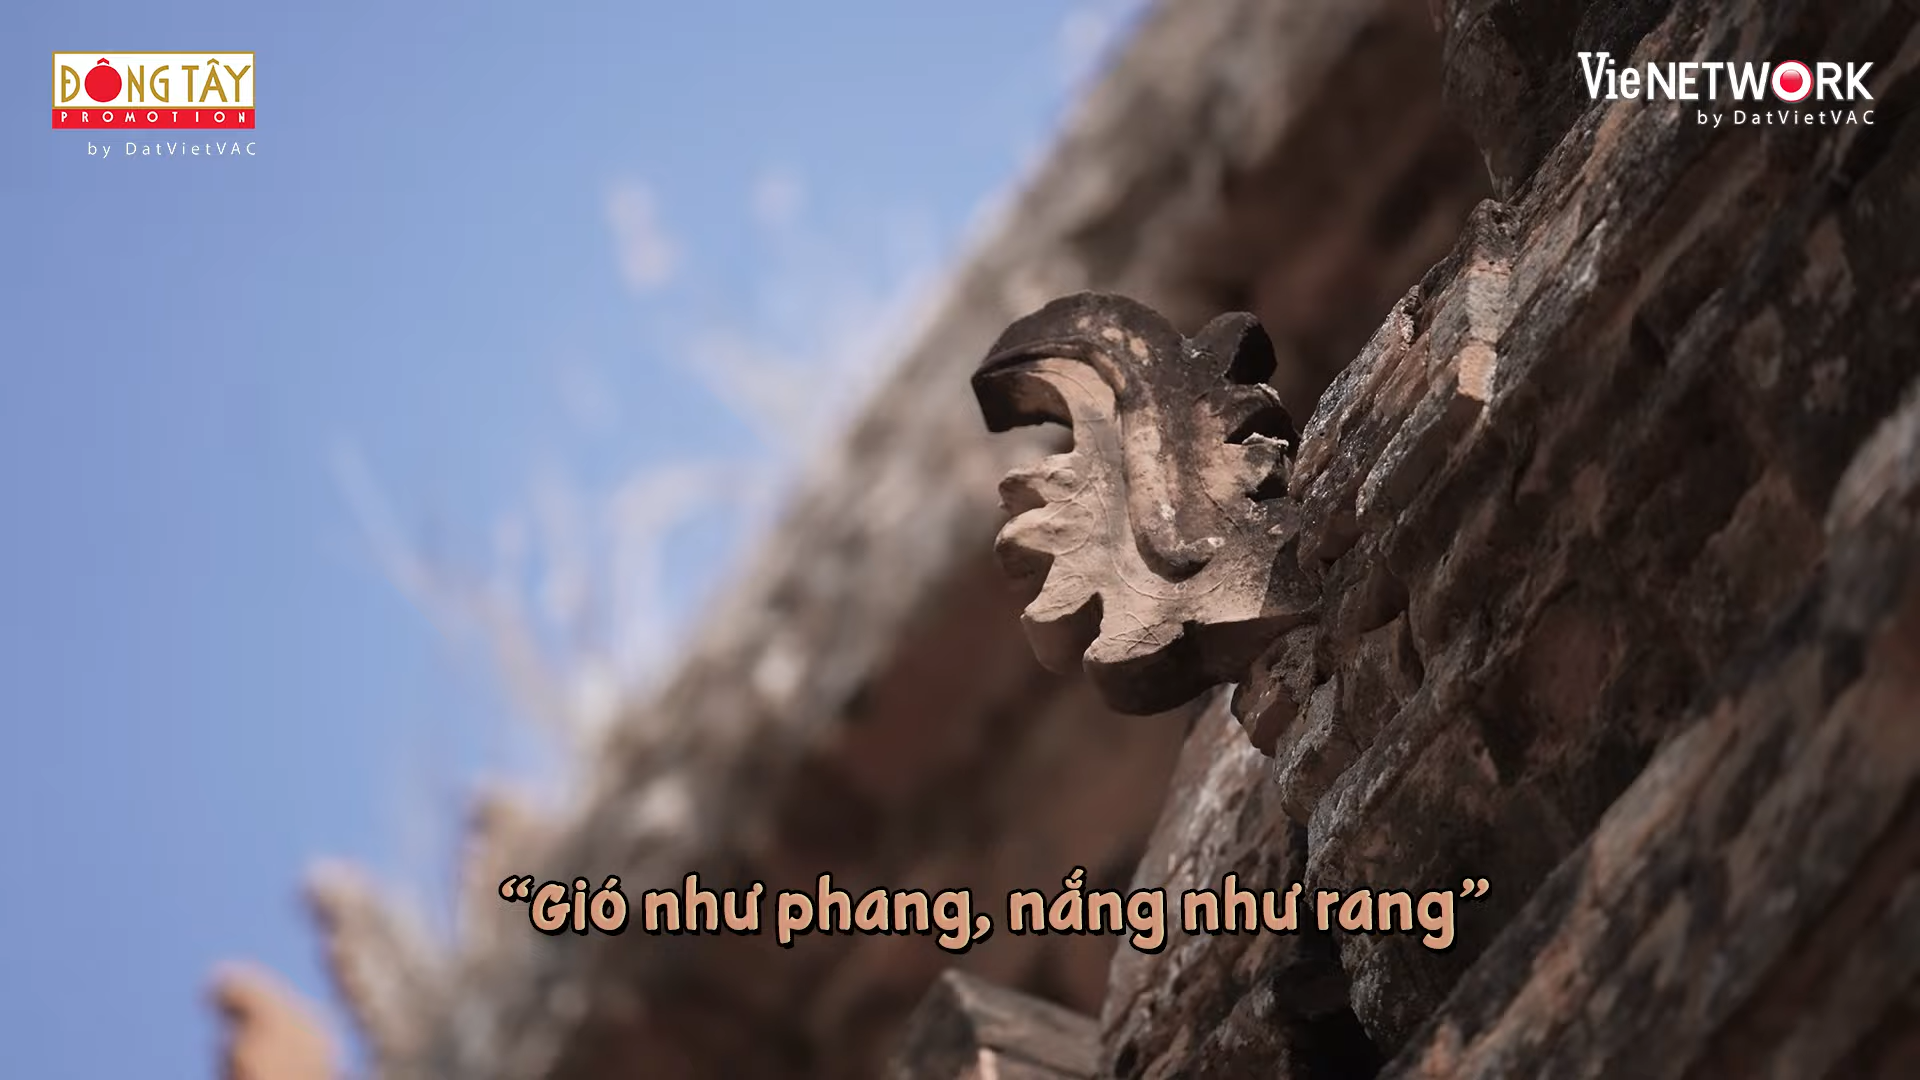 ĐÔNG TÂY
PROMOTION
by DatVietVAC
VieNETWORK
by DatVietVAC
“Gió như phang, nắng như rang”